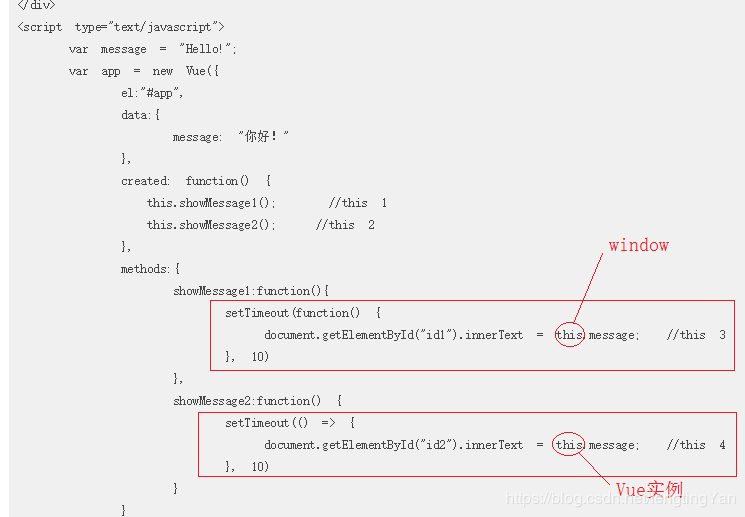 </div>
<script type="text/javascript">
var message = "Hello!";
var app = new Vue({
el:"#app",
data:{
message: "你好！"
},
created: function() {
this.showMessage1(); //this 1
this.showMessage2(); //this 2
},
window
methods:{
showMessage1:function(){
setTimeout(function() {
document.getElementById("id1").innerText = this.message; //this 3
}, 10)
},
showMessage2:function() {
setTimeout(() => {
document.getElementById("id2").innerText = this.message; //this 4
}, 10)
}
Vue实例
https://blog.csdn.net/tangtingYan
}